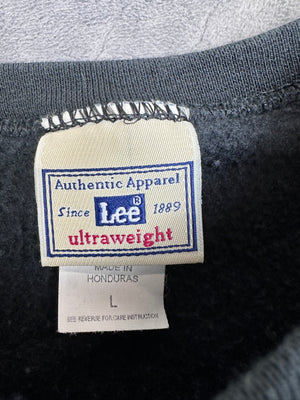 Authentic Apparel
Since Lee® 1889
ultraweight
MADE IN
HONDURAS
L
SEE REVERSE FOR CARE INSTRUCTION